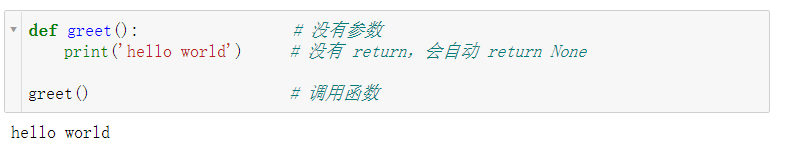 def greet():                # 没有参数
    print('hello world')    # 没有 return，会自动 return None
greet()                     # 调用函数
hello world